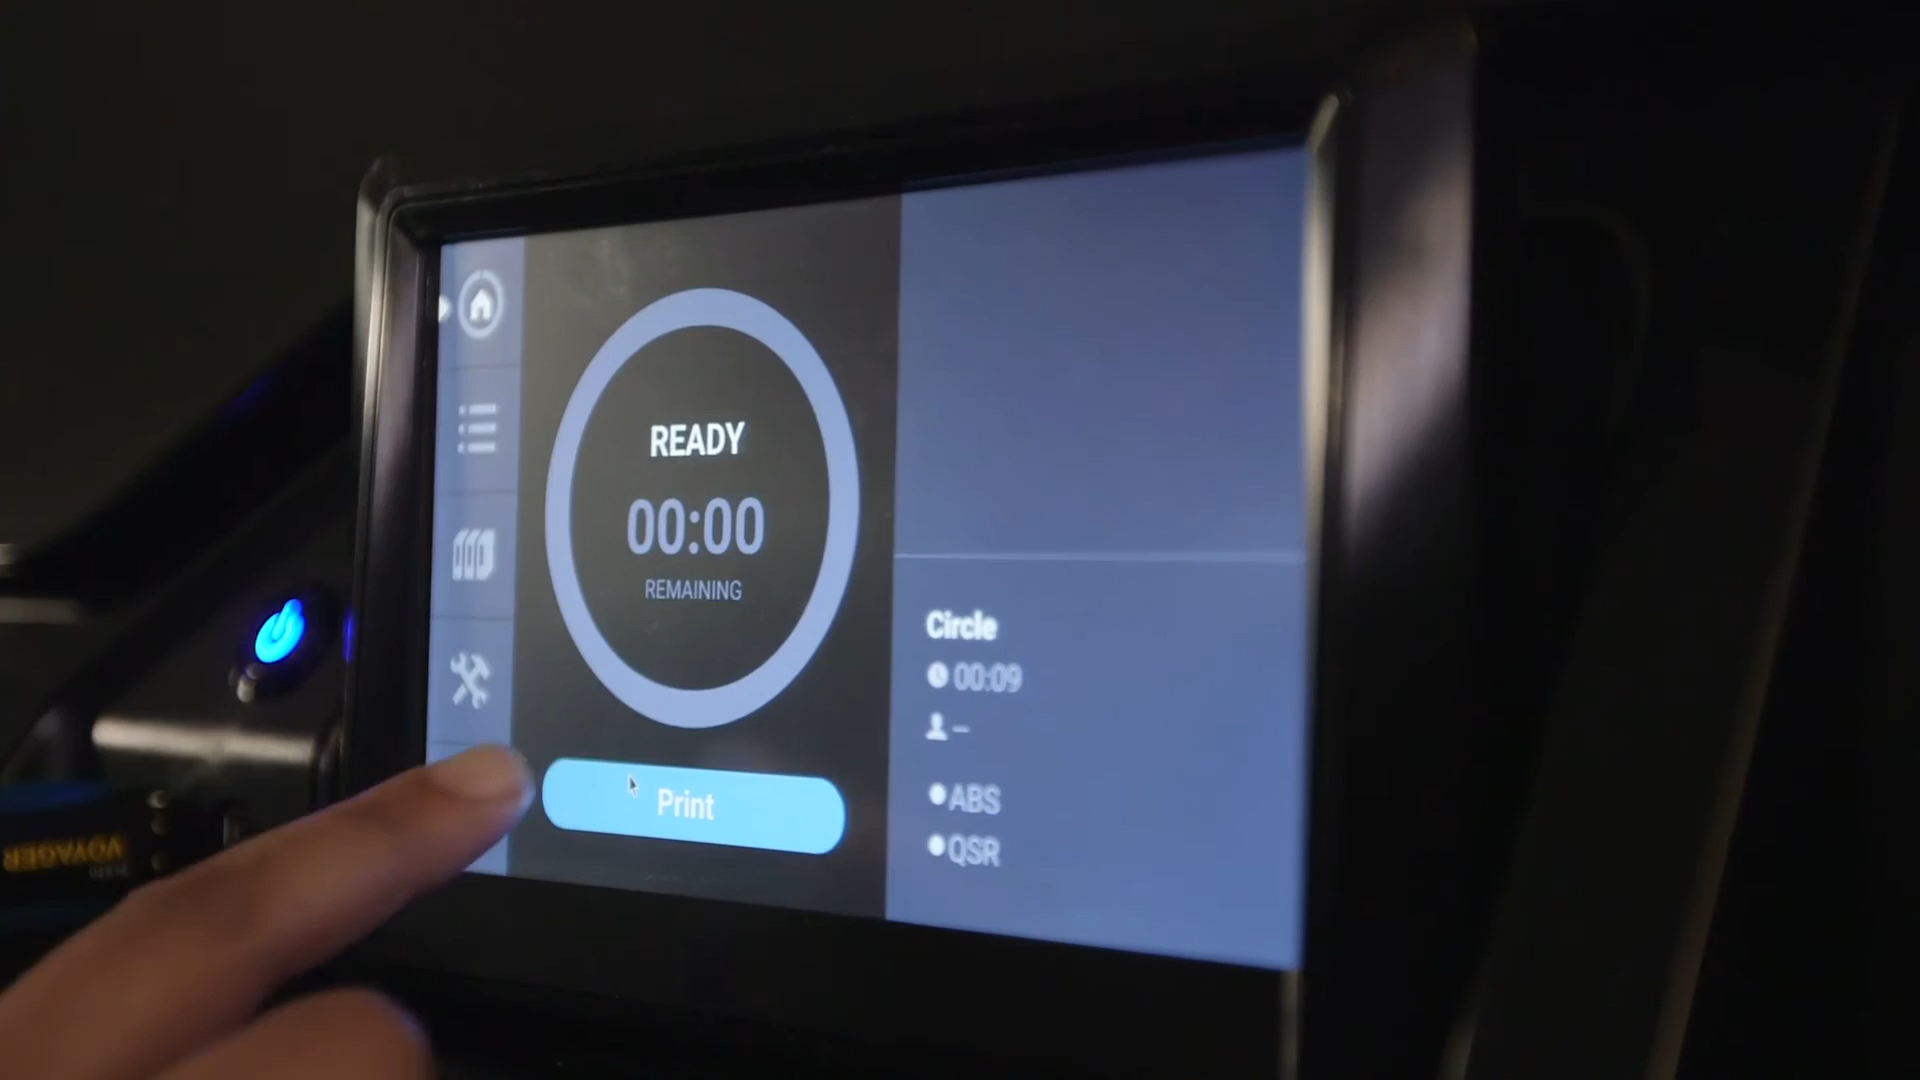 READY
00:00
REMAINING
Print
Circle
00:09
–
ABS
QSR
VOYAGER